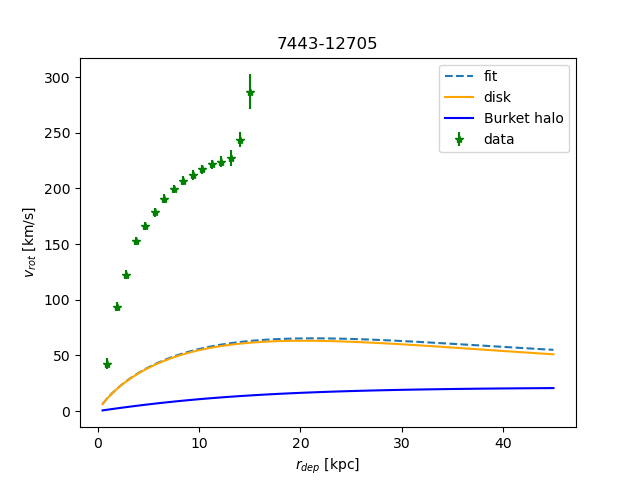 7443-12705
fit
disk
Burket halo
data
v_rot [km/s]
300
250
200
150
100
50
0
0 10 20 30 40
r_dep [kpc]